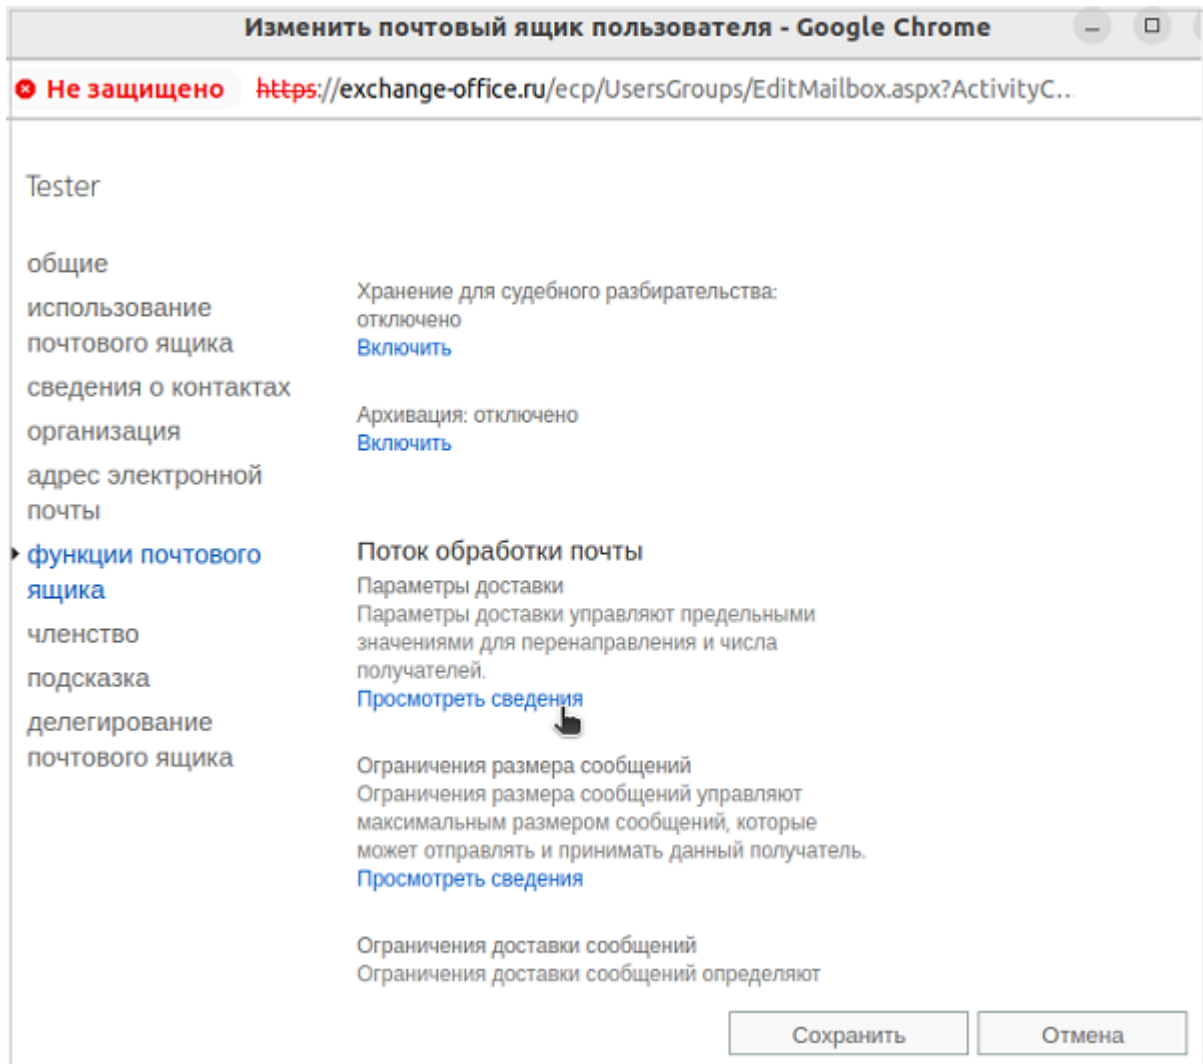 Изменить почтовый ящик пользователя - Google Chrome
Не защищено https://exchange-office.ru/ecp/UsersGroups/EditMailbox.aspx?ActivityC...
Tester
общие
использование
почтового ящика
сведения о контактах
организация
адрес электронной
почты
функции почтового
ящика
членство
подсказка
делегирование
почтового ящика
Хранение для судебного разбирательства:
отключено
Включить
Архивация: отключено
Включить
Поток обработки почты
Параметры доставки
Параметры доставки управляют предельными
значениями для перенаправления и числа
получателей.
Просмотреть сведения
Ограничения размера сообщений
Ограничения размера сообщений управляют
максимальным размером сообщений, которые
может отправлять и принимать данный получатель.
Просмотреть сведения
Ограничения доставки сообщений
Ограничения доставки сообщений определяют
Сохранить
Отмена